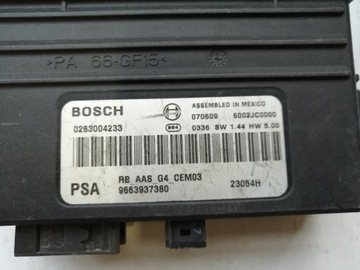 >PA 66-GF15<
BOSCH
ASSEMBLED IN MEXICO
070609 6002JC0000
0263004233
0336 SW 1.44 HW 5.00
RB AAS G4 CEM03
PSA
9663937380
23054H